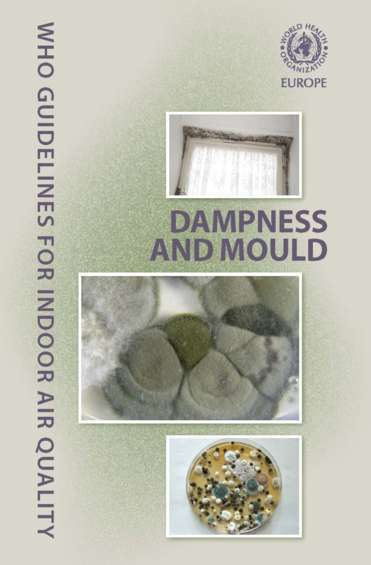 WHO GUIDELINES FOR INDOOR AIR QUALITY
WORLD HEALTH ORGANIZATION
EUROPE
DAMPNESS
AND MOULD